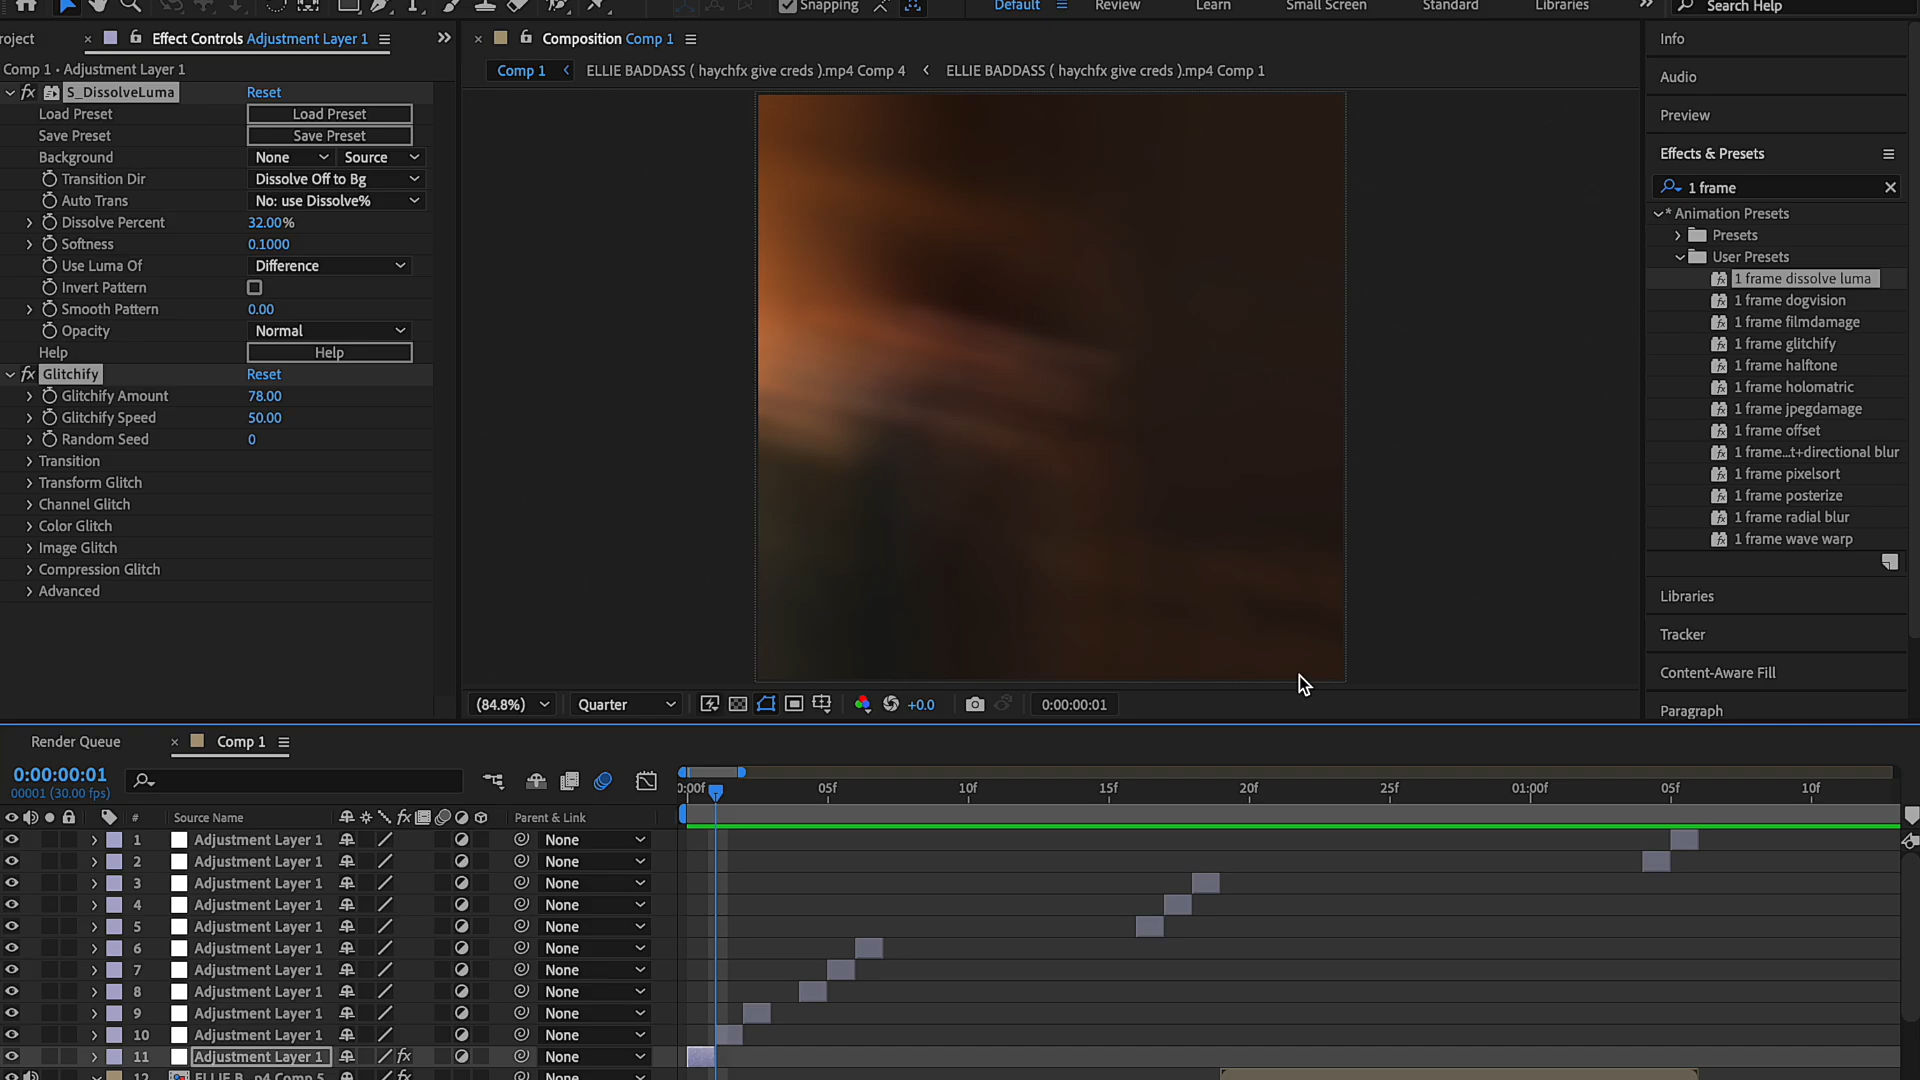 Snapping
Default
Review
Learn
Small Screen
Standard
Libraries
Search Help
roject
Effect Controls Adjustment Layer 1
Comp 1 • Adjustment Layer 1
fx S_DissolveLuma Reset
Load Preset Load Preset
Save Preset Save Preset
Background None Source
Transition Dir Dissolve Off to Bg
Auto Trans No: use Dissolve%
Dissolve Percent 32.00%
Softness 0.1000
Use Luma Of Difference
Invert Pattern
Smooth Pattern 0.00
Opacity Normal
Help Help
fx Glitchify Reset
Glitchify Amount 78.00
Glitchify Speed 50.00
Random Seed 0
Transition
Transform Glitch
Channel Glitch
Color Glitch
Image Glitch
Compression Glitch
Advanced
Composition Comp 1
Comp 1 ELLIE BADDASS ( haychfx give creds ).mp4 Comp 4 ELLIE BADDASS ( haychfx give creds ).mp4 Comp 1
(84.8%) Quarter +0.0 0:00:00:01
Info
Audio
Preview
Effects & Presets
1 frame
* Animation Presets
Presets
User Presets
1 frame dissolve luma
1 frame dogvision
1 frame filmdamage
1 frame glitchify
1 frame halftone
1 frame holomatric
1 frame jpegdamage
1 frame offset
1 frame...t+directional blur
1 frame pixelsort
1 frame posterize
1 frame radial blur
1 frame wave warp
Libraries
Tracker
Content-Aware Fill
Paragraph
Render Queue
Comp 1
0:00:00:01
00001 (30.00 fps)
0:00f 05f 10f 15f 20f 25f 01:00f 05f 10f
# Source Name fx Parent & Link
1 Adjustment Layer 1 None
2 Adjustment Layer 1 None
3 Adjustment Layer 1 None
4 Adjustment Layer 1 None
5 Adjustment Layer 1 None
6 Adjustment Layer 1 None
7 Adjustment Layer 1 None
8 Adjustment Layer 1 None
9 Adjustment Layer 1 None
10 Adjustment Layer 1 None
11 Adjustment Layer 1 fx None
12 ELLIE B...p4 Comp 5 fx None